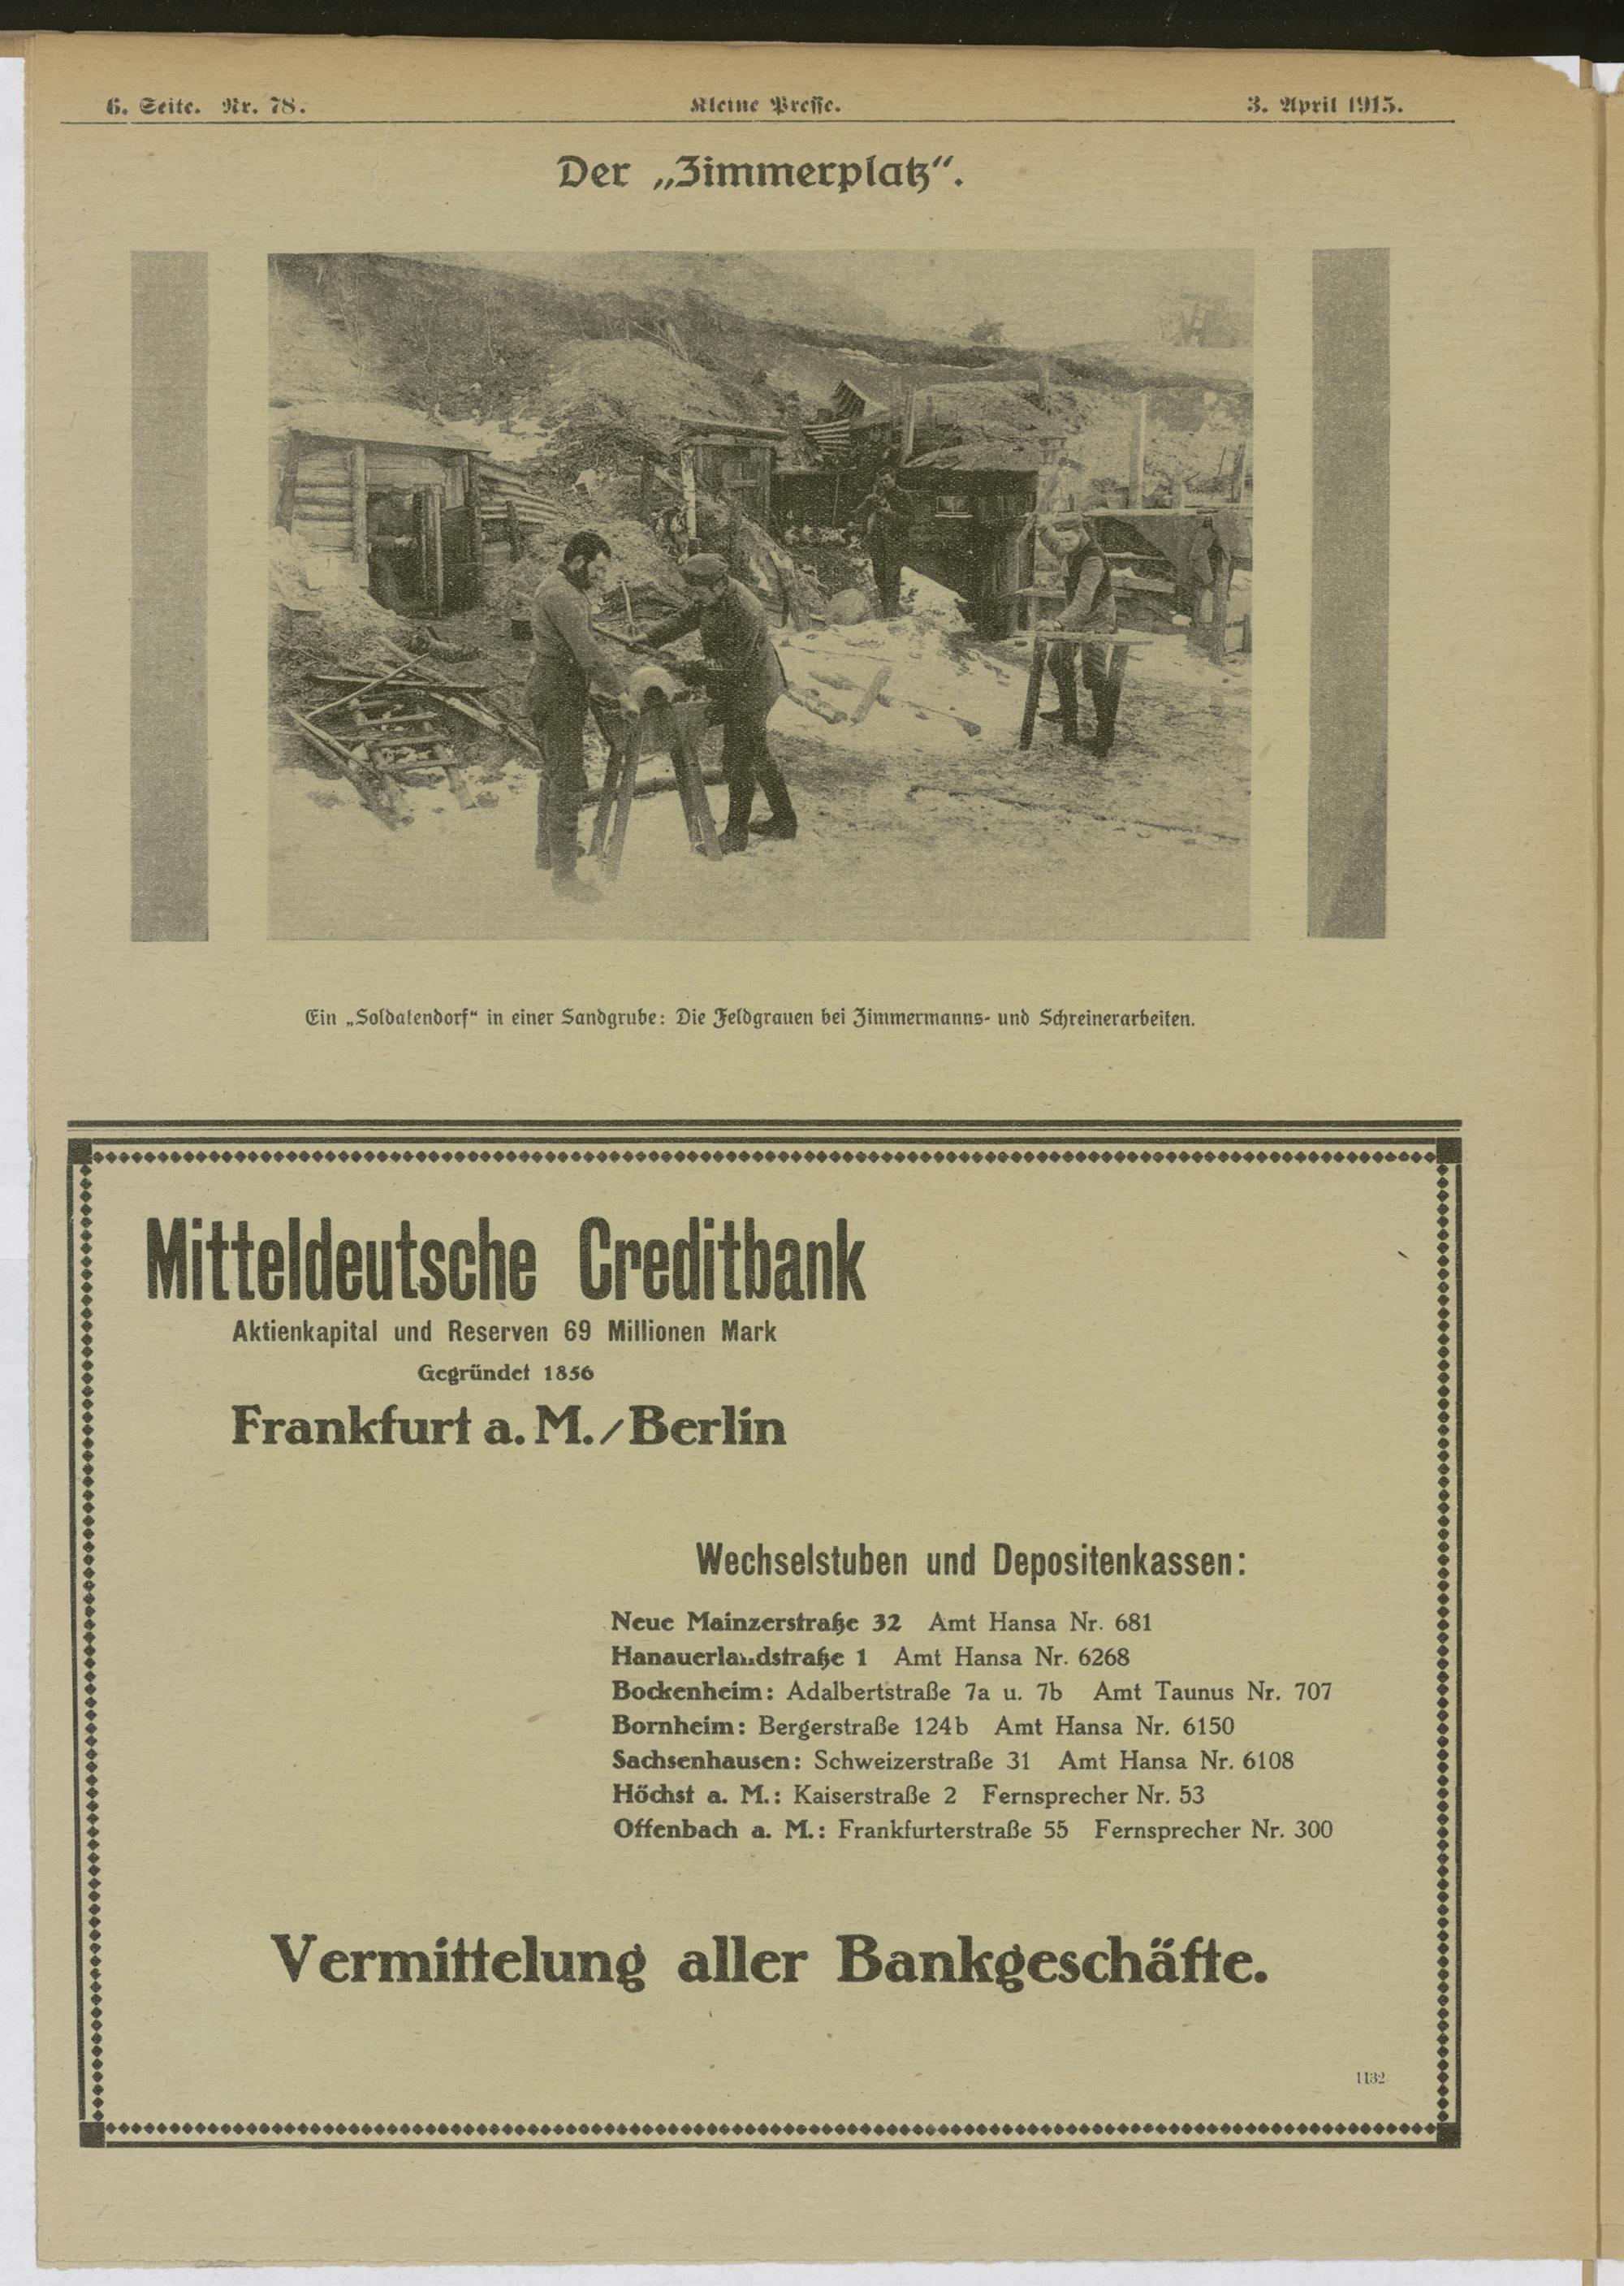 6. Seite. Nr. 78.
Kleine Presse.
3. April 1915.
Der „Zimmerplatz“.
Ein „Soldatendorf“ in einer Sandgrube: Die Feldgrauen bei Zimmermanns- und Schreinerarbeiten.
Mitteldeutsche Creditbank
Aktienkapital und Reserven 69 Millionen Mark
Gegründet 1856
Frankfurt a. M. / Berlin
Wechselstuben und Depositenkassen:
Neue Mainzerstraße 32 Amt Hansa Nr. 681
Hanauerlandstraße 1 Amt Hansa Nr. 6268
Bockenheim: Adalbertstraße 7a u. 7b Amt Taunus Nr. 707
Bornheim: Bergerstraße 124b Amt Hansa Nr. 6150
Sachsenhausen: Schweizerstraße 31 Amt Hansa Nr. 6108
Höchst a. M.: Kaiserstraße 2 Fernsprecher Nr. 53
Offenbach a. M.: Frankfurterstraße 55 Fernsprecher Nr. 300
Vermittelung aller Bankgeschäfte.
1132